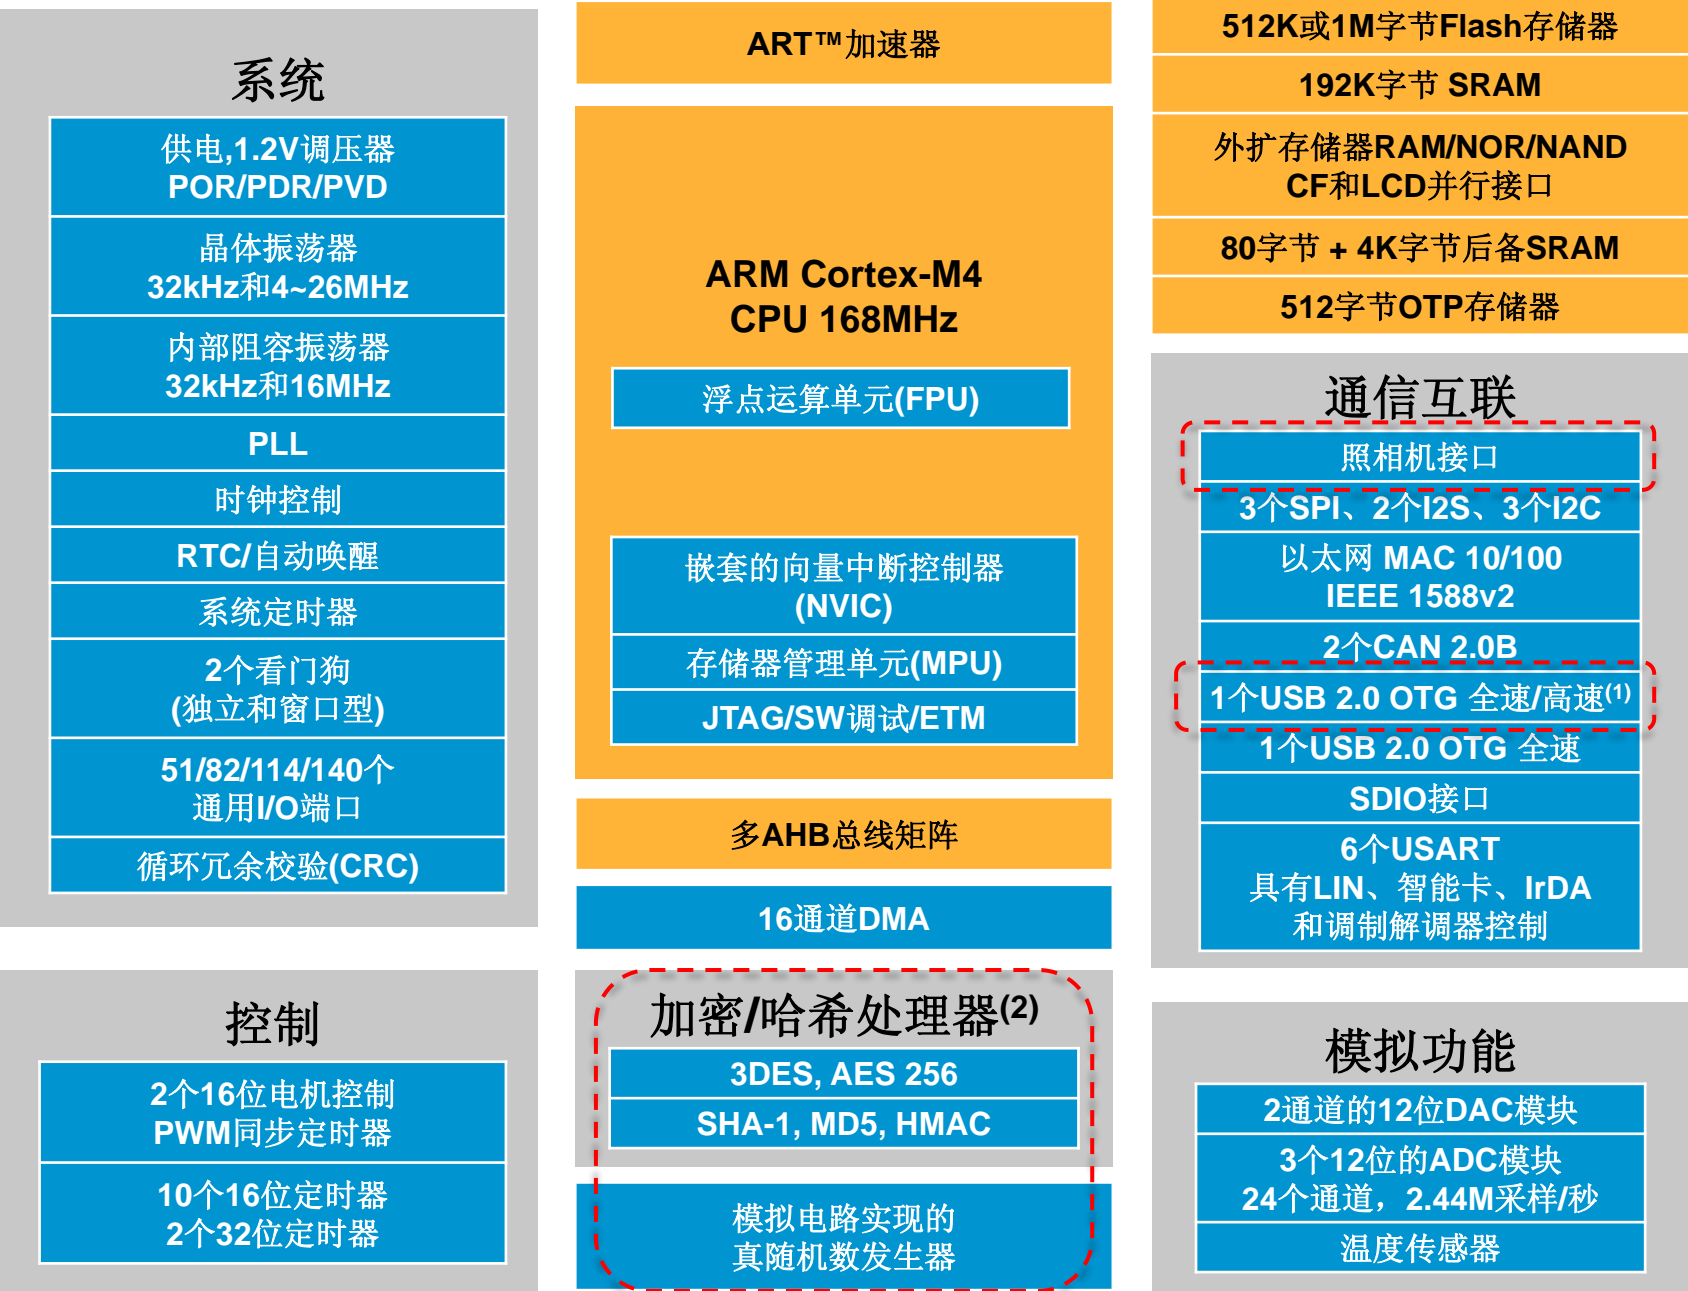 系统
供电,1.2V调压器
POR/PDR/PVD
晶体振荡器
32kHz和4~26MHz
内部阻容振荡器
32kHz和16MHz
PLL
时钟控制
RTC/自动唤醒
系统定时器
2个看门狗
(独立和窗口型)
51/82/114/140个
通用I/O端口
循环冗余校验(CRC)
控制
2个16位电机控制
PWM同步定时器
10个16位定时器
2个32位定时器
ART™加速器
ARM Cortex-M4
CPU 168MHz
浮点运算单元(FPU)
嵌套的向量中断控制器
(NVIC)
存储器管理单元(MPU)
JTAG/SW调试/ETM
多AHB总线矩阵
16通道DMA
加密/哈希处理器(2)
3DES, AES 256
SHA-1, MD5, HMAC
模拟电路实现的
真随机数发生器
512K或1M字节Flash存储器
192K字节 SRAM
外扩存储器RAM/NOR/NAND
CF和LCD并行接口
80字节 + 4K字节后备SRAM
512字节OTP存储器
通信互联
照相机接口
3个SPI、2个I2S、3个I2C
以太网 MAC 10/100
IEEE 1588v2
2个CAN 2.0B
1个USB 2.0 OTG 全速/高速(1)
1个USB 2.0 OTG 全速
SDIO接口
6个USART
具有LIN、智能卡、IrDA
和调制解调器控制
模拟功能
2通道的12位DAC模块
3个12位的ADC模块
24个通道，2.44M采样/秒
温度传感器